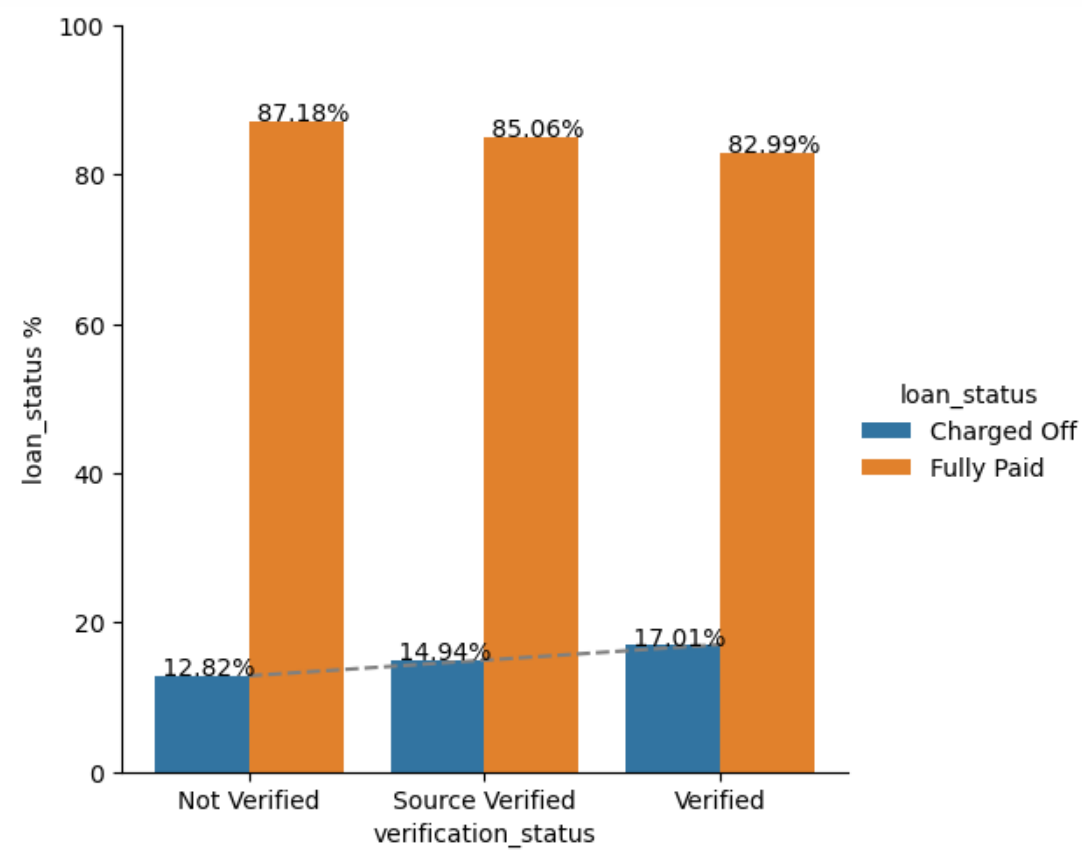 100
80
60
40
20
0
loan_status %
87.18%
85.06%
82.99%
12.82%
14.94%
17.01%
Not Verified
Source Verified
Verified
verification_status
loan_status
Charged Off
Fully Paid